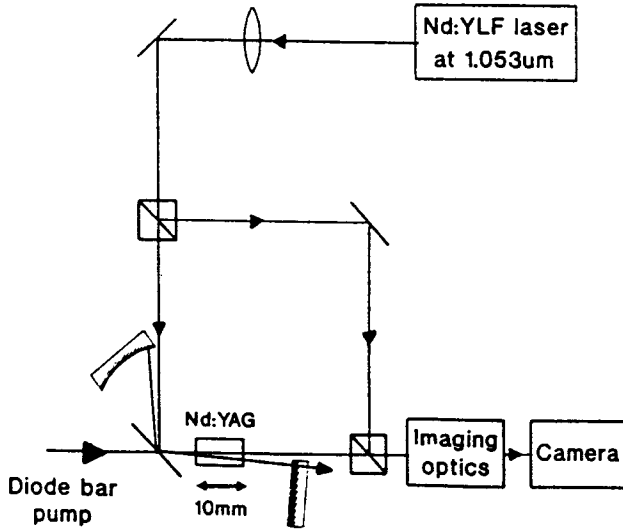 Nd:YLF laser
at 1.053um
Nd:YAG
10mm
Diode bar
pump
Imaging
optics
Camera